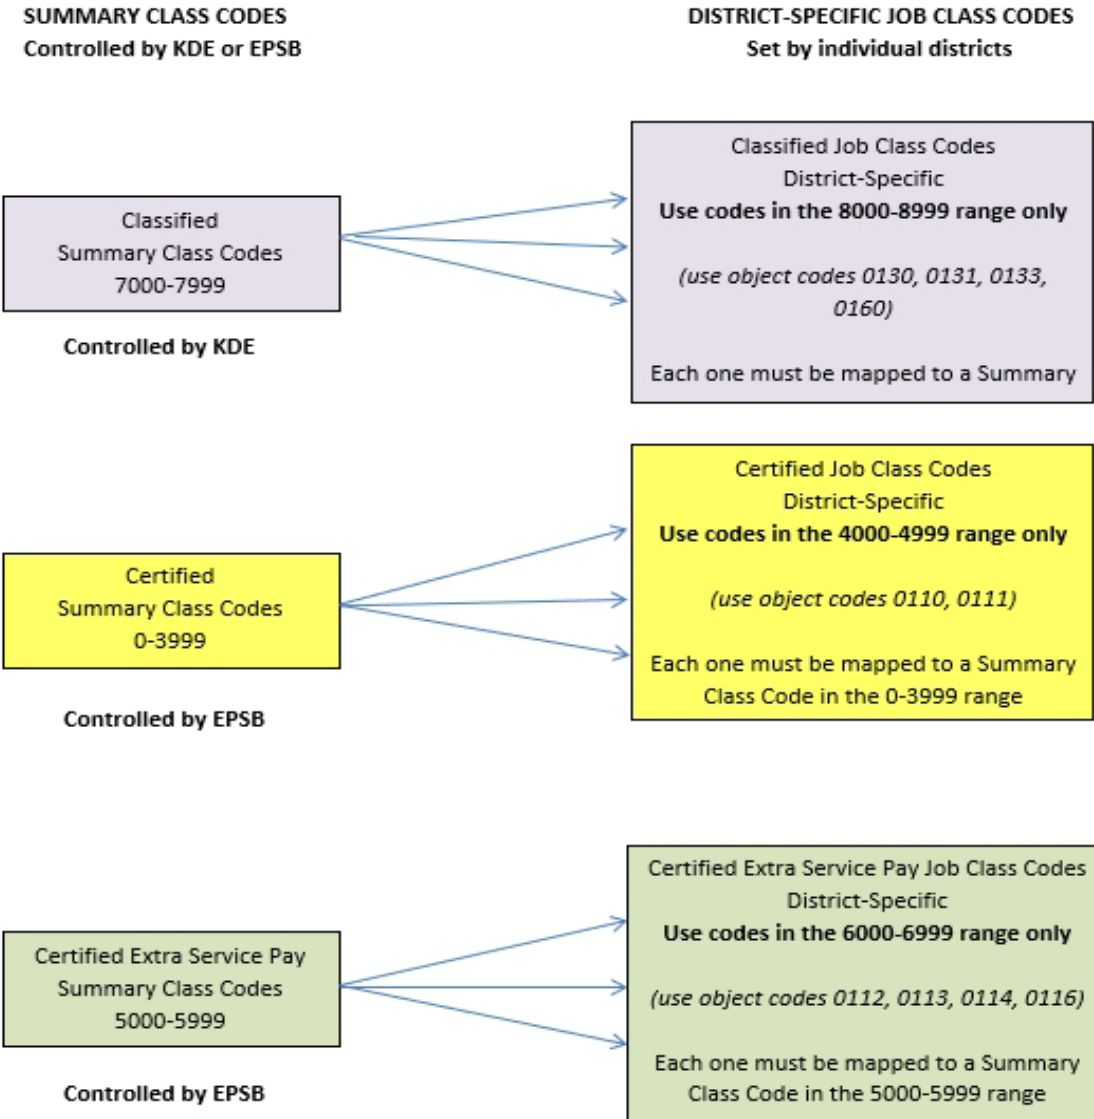 SUMMARY CLASS CODES
Controlled by KDE or EPSB
DISTRICT-SPECIFIC JOB CLASS CODES
Set by individual districts
Classified
Summary Class Codes
7000-7999
Controlled by KDE
Classified Job Class Codes
District-Specific
Use codes in the 8000-8999 range only
(use object codes 0130, 0131, 0133,
0160)
Each one must be mapped to a Summary
Certified
Summary Class Codes
0-3999
Controlled by EPSB
Certified Job Class Codes
District-Specific
Use codes in the 4000-4999 range only
(use object codes 0110, 0111)
Each one must be mapped to a Summary
Class Code in the 0-3999 range
Certified Extra Service Pay
Summary Class Codes
5000-5999
Controlled by EPSB
Certified Extra Service Pay Job Class Codes
District-Specific
Use codes in the 6000-6999 range only
(use object codes 0112, 0113, 0114, 0116)
Each one must be mapped to a Summary
Class Code in the 5000-5999 range